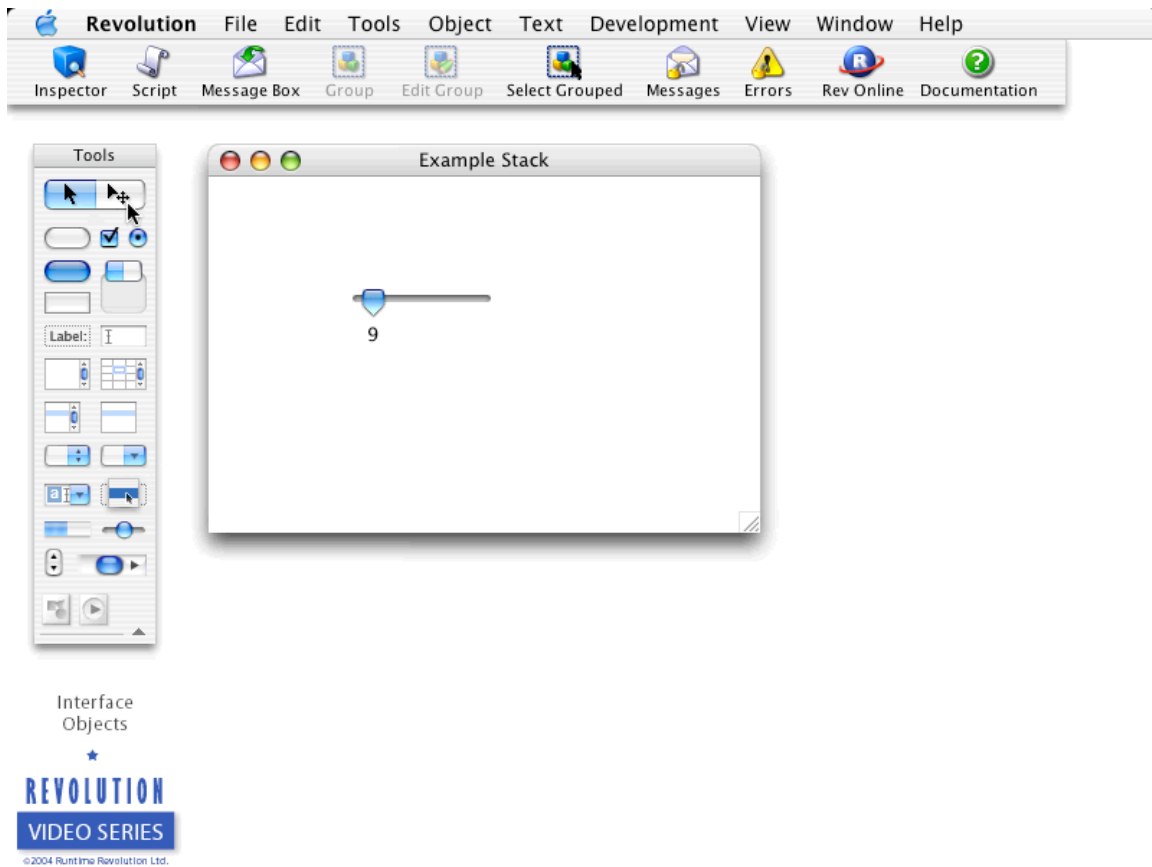 Revolution File Edit Tools Object Text Development View Window Help
Inspector Script Message Box Group Edit Group Select Grouped Messages Errors Rev Online Documentation
Tools
Example Stack
Label:
9
a
Interface
Objects
REVOLUTION
VIDEO SERIES
©2004 Runtime Revolution Ltd.